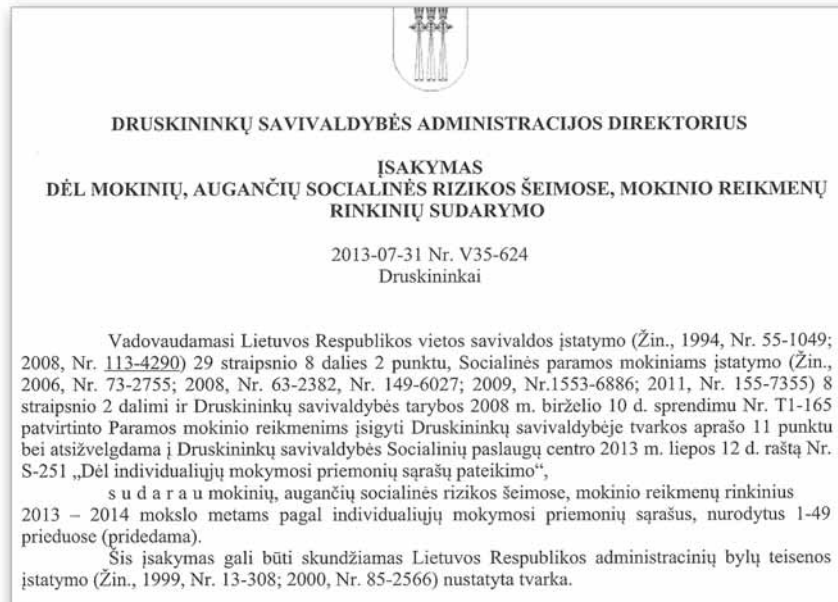 DRUSKININKŲ SAVIVALDYBĖS ADMINISTRACIJOS DIREKTORIUS
ĮSAKYMAS
DĖL MOKINIŲ, AUGANČIŲ SOCIALINĖS RIZIKOS ŠEIMOSE, MOKINIO REIKMENŲ
RINKINIŲ SUDARYMO
2013-07-31 Nr. V35-624
Druskininkai
Vadovaudamasi Lietuvos Respublikos vietos savivaldos įstatymo (Žin., 1994, Nr. 55-1049;
2008, Nr. 113-4290) 29 straipsnio 8 dalies 2 punktu, Socialinės paramos mokiniams įstatymo (Žin.,
2006, Nr. 73-2755; 2008, Nr. 63-2382, Nr. 149-6027; 2009, Nr.1553-6886; 2011, Nr. 155-7355) 8
straipsnio 2 dalimi ir Druskininkų savivaldybės tarybos 2008 m. birželio 10 d. sprendimu Nr. T1-165
patvirtinto Paramos mokinio reikmenims įsigyti Druskininkų savivaldybėje tvarkos aprašo 11 punktu
bei atsižvelgdama į Druskininkų savivaldybės Socialinių paslaugų centro 2013 m. liepos 12 d. raštą Nr.
S-251 „Dėl individualiųjų mokymosi priemonių sąrašų pateikimo“,
s u d a r a u mokinių, augančių socialinės rizikos šeimose, mokinio reikmenų rinkinius
2013 – 2014 mokslo metams pagal individualiųjų mokymosi priemonių sąrašus, nurodytus 1-49
prieduose (pridedama).
Šis įsakymas gali būti skundžiamas Lietuvos Respublikos administracinių bylų teisenos
įstatymo (Žin., 1999, Nr. 13-308; 2000, Nr. 85-2566) nustatyta tvarka.